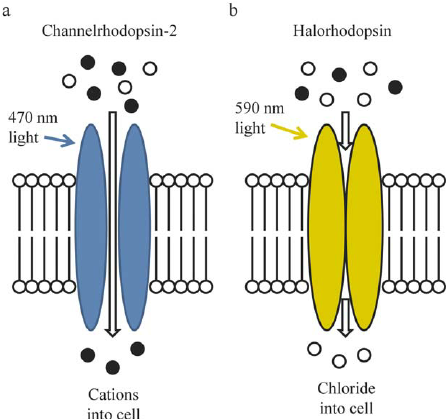 a
Channelrhodopsin-2
470 nm
light
Cations
into cell
b
Halorhodopsin
590 nm
light
Chloride
into cell